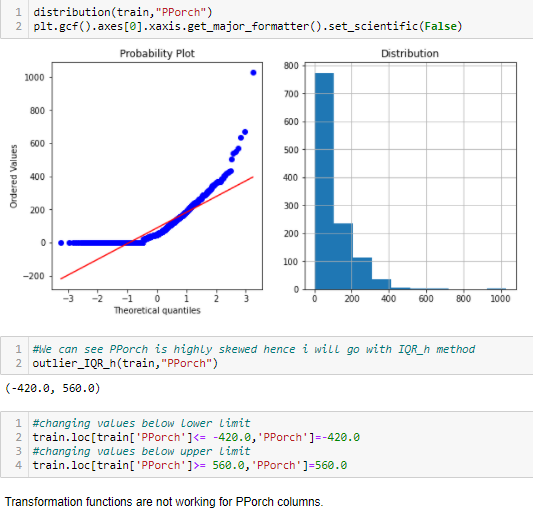 1 distribution(train,"PPorch")
2 plt.gcf().axes[0].xaxis.get_major_formatter().set_scientific(False)
Probability Plot
Distribution
1000
800
600
400
200
0
−200
Ordered Values
−3 −2 −1 0 1 2 3
Theoretical quantiles
800
700
600
500
400
300
200
100
0
0 200 400 600 800 1000
1 #We can see PPorch is highly skewed hence i will go with IQR_h method
2 outlier_IQR_h(train,"PPorch")
(-420.0, 560.0)
1 #changing values below lower limit
2 train.loc[train['PPorch']<= -420.0,'PPorch']=-420.0
3 #changing values below upper limit
4 train.loc[train['PPorch']>= 560.0,'PPorch']=560.0
Transformation functions are not working for PPorch columns.